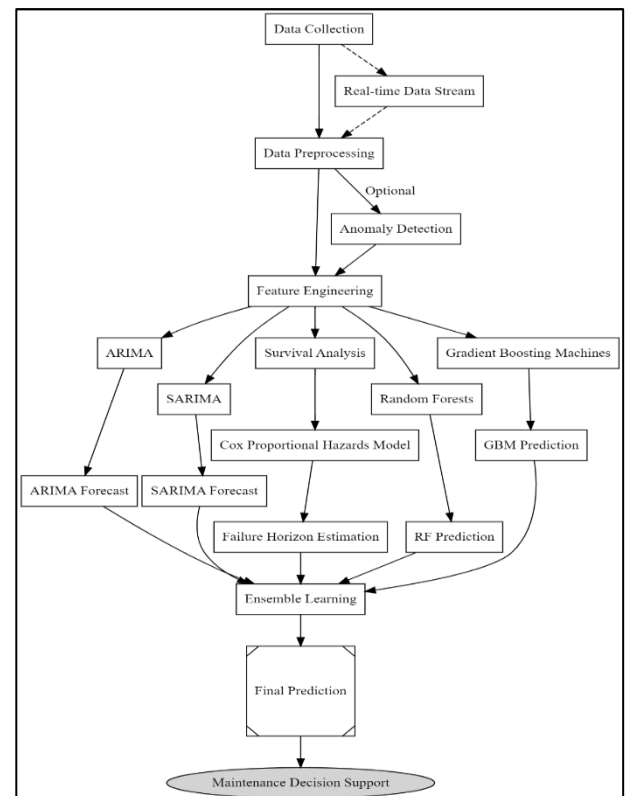 Data Collection
Real-time Data Stream
Data Preprocessing
Optional
Anomaly Detection
Feature Engineering
ARIMA
Survival Analysis
Gradient Boosting Machines
SARIMA
Random Forests
Cox Proportional Hazards Model
GBM Prediction
ARIMA Forecast
SARIMA Forecast
Failure Horizon Estimation
RF Prediction
Ensemble Learning
Final Prediction
Maintenance Decision Support